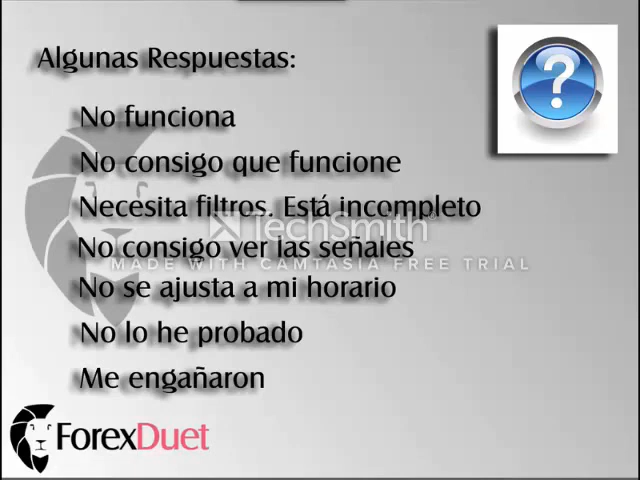 Algunas Respuestas:
No funciona
No consigo que funcione
Necesita filtros. Está incompleto
TechSmith
No consigo ver las señales
MADE WITH CAMTASIA FREE TRIAL
No se ajusta a mi horario
No lo he probado
Me engañaron
ForexDuet